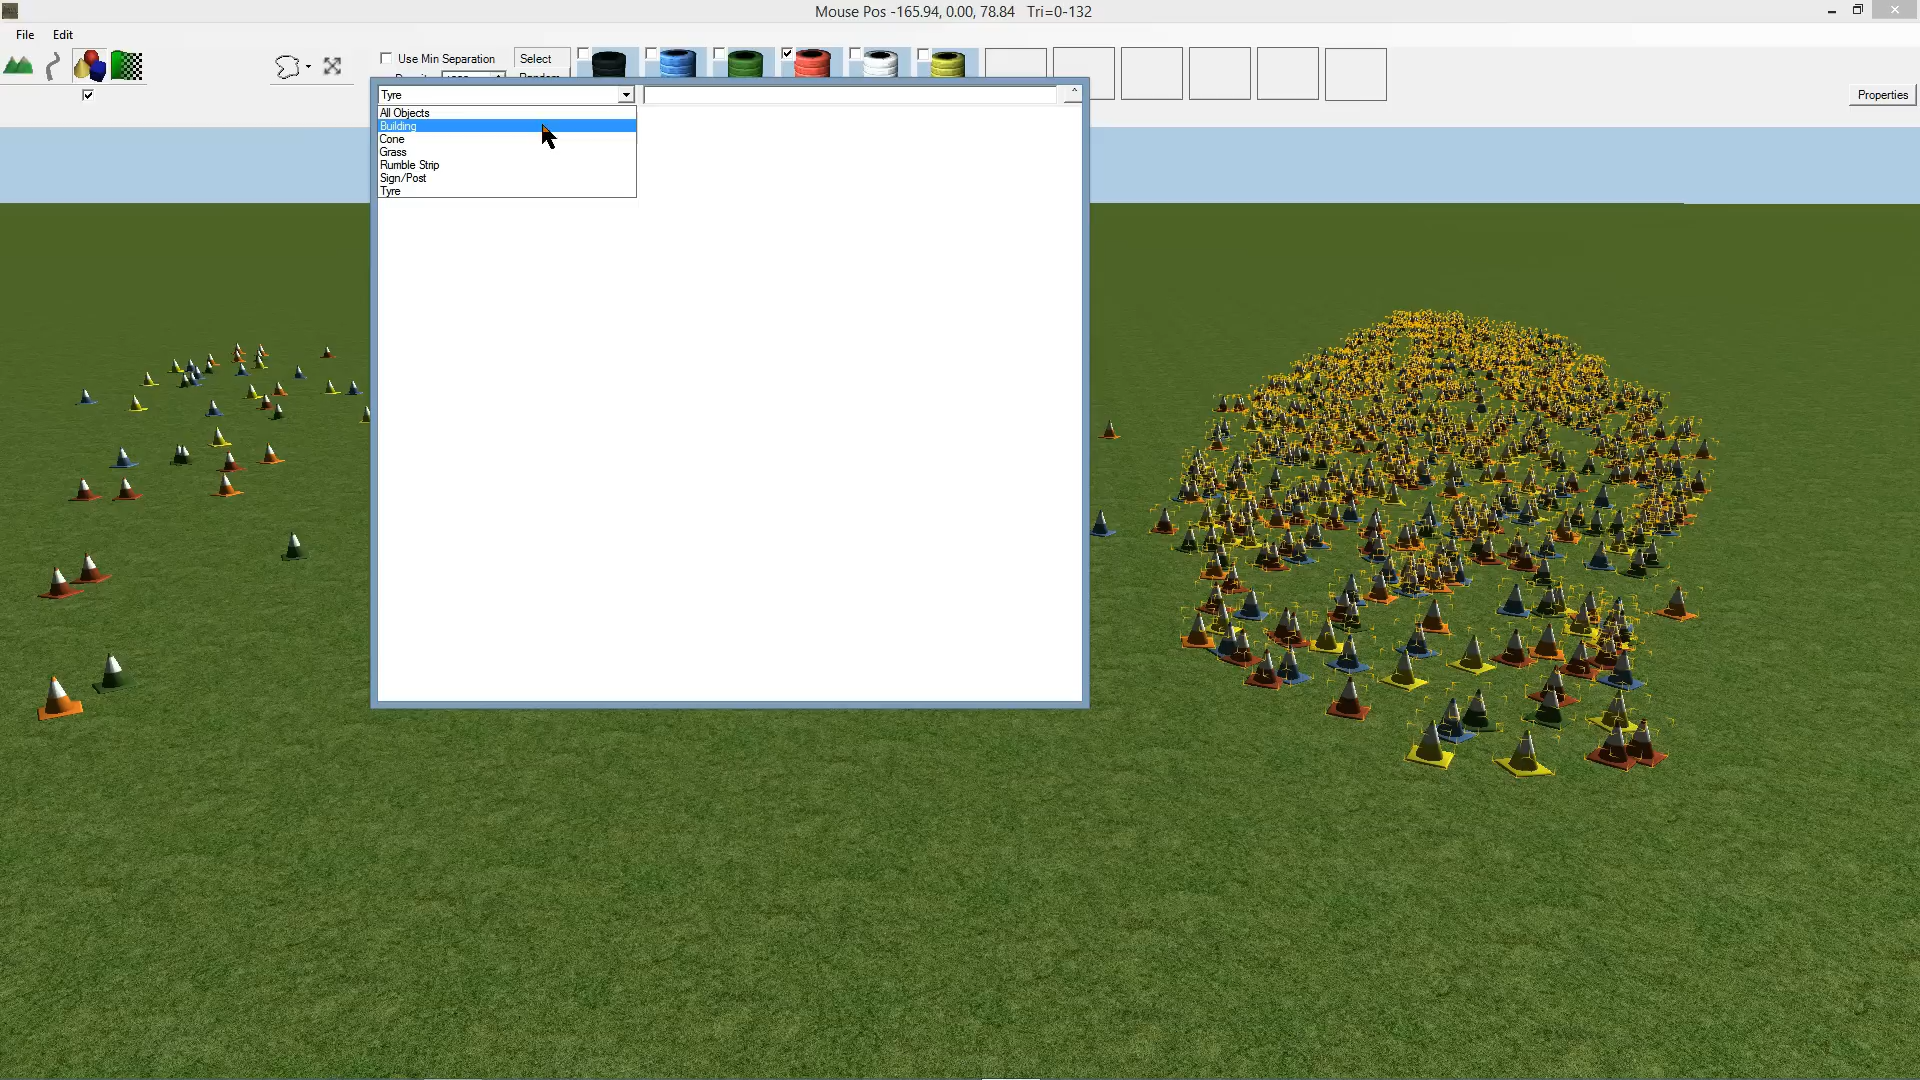 Mouse Pos -165.94, 0.00, 78.84   Tri=0-132
File   Edit
Use Min Separation   Select
Random
Properties
Tyre
All Objects
Building
Cone
Grass
Rumble Strip
Sign/Post
Tyre